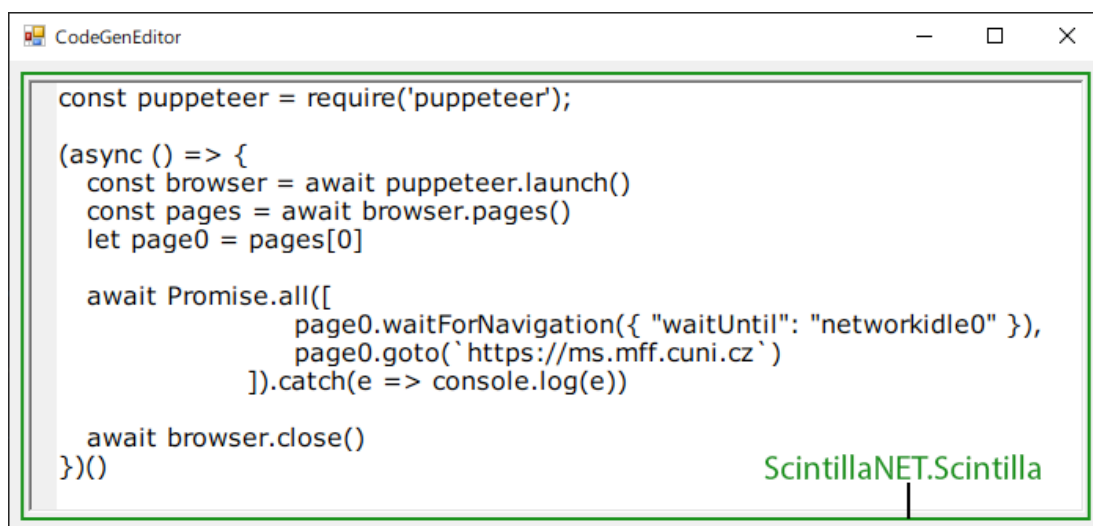 CodeGenEditor
const puppeteer = require('puppeteer');
(async () => {
  const browser = await puppeteer.launch()
  const pages = await browser.pages()
  let page0 = pages[0]
  await Promise.all([
                  page0.waitForNavigation({ "waitUntil": "networkidle0" }),
                  page0.goto(`https://ms.mff.cuni.cz`)
              ]).catch(e => console.log(e))
  await browser.close()
})()
ScintillaNET.Scintilla